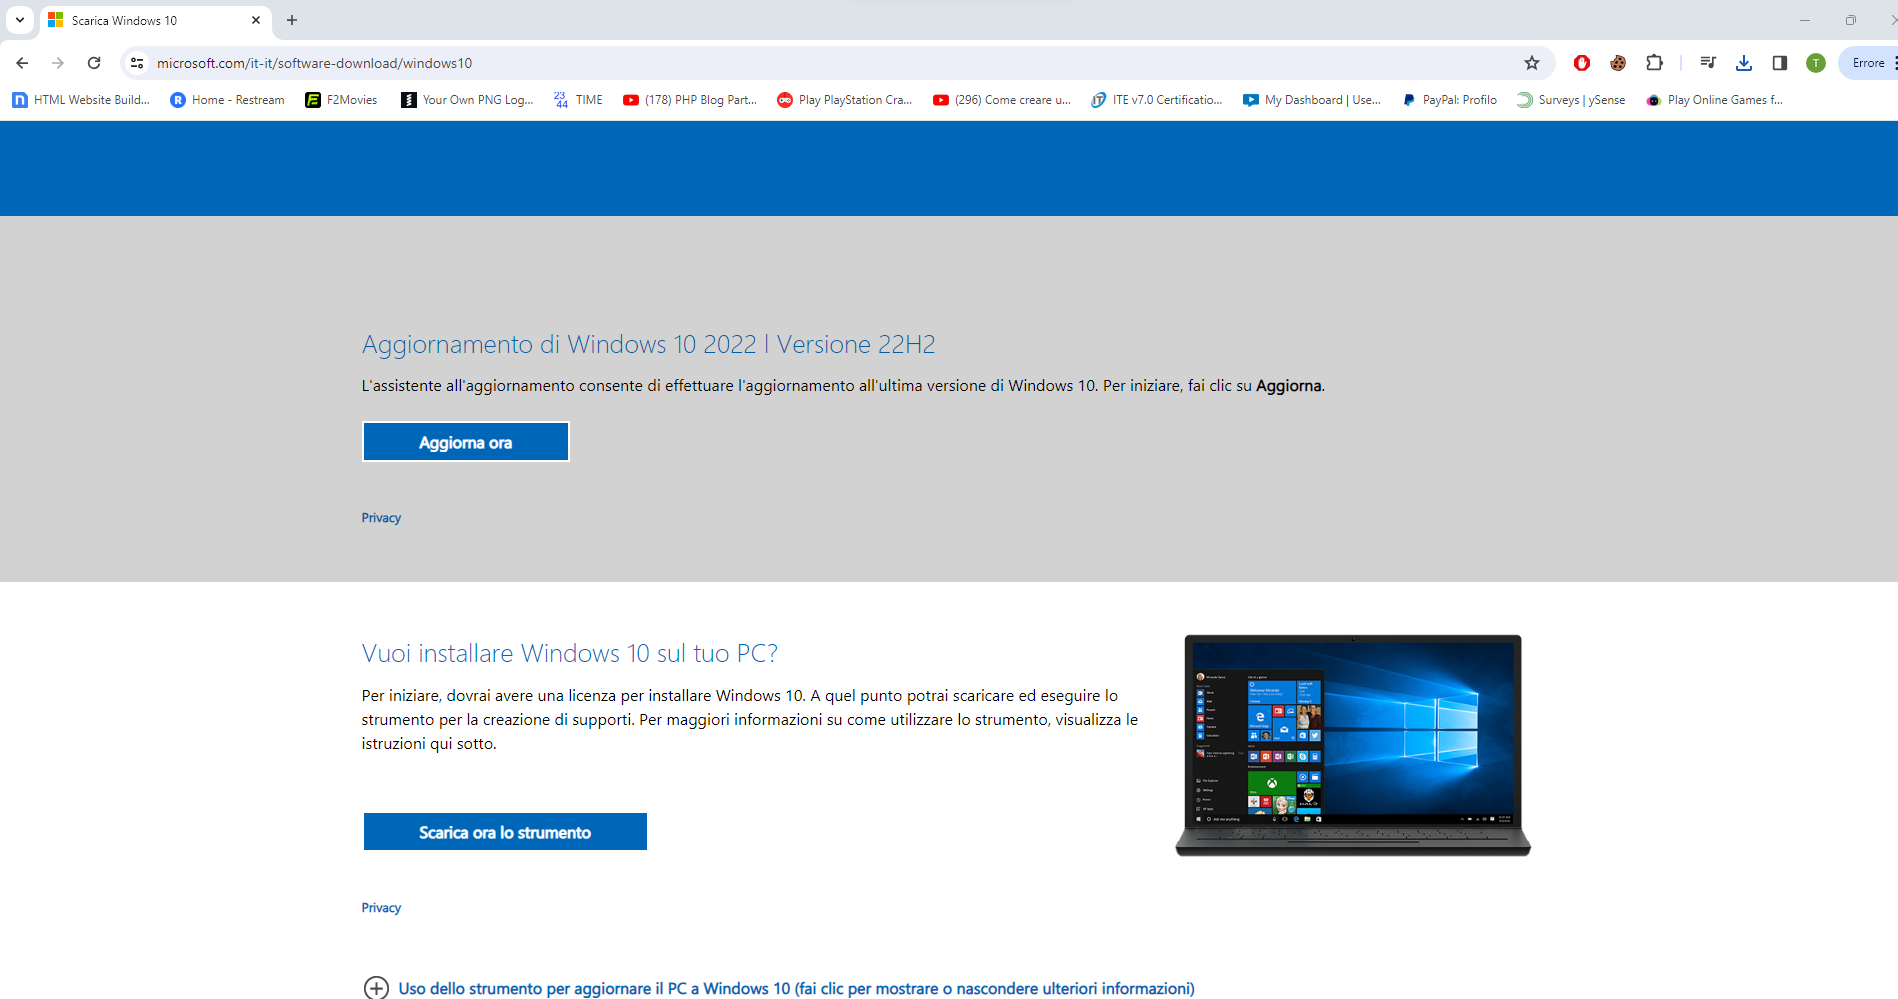 Scarica Windows 10
microsoft.com/it-it/software-download/windows10
Errore
HTML Website Build...
Home - Restream
F2Movies
Your Own PNG Log...
23
44
TIME
(178) PHP Blog Part...
Play PlayStation Cra...
(296) Come creare u...
ITE v7.0 Certificatio...
My Dashboard | Use...
PayPal: Profilo
Surveys | ySense
Play Online Games f...
Aggiornamento di Windows 10 2022 | Versione 22H2
L'assistente all'aggiornamento consente di effettuare l'aggiornamento all'ultima versione di Windows 10. Per iniziare, fai clic su Aggiorna.
Aggiorna ora
Privacy
Vuoi installare Windows 10 sul tuo PC?
Per iniziare, dovrai avere una licenza per installare Windows 10. A quel punto potrai scaricare ed eseguire lo
strumento per la creazione di supporti. Per maggiori informazioni su come utilizzare lo strumento, visualizza le
istruzioni qui sotto.
Scarica ora lo strumento
Privacy
Uso dello strumento per aggiornare il PC a Windows 10 (fai clic per mostrare o nascondere ulteriori informazioni)